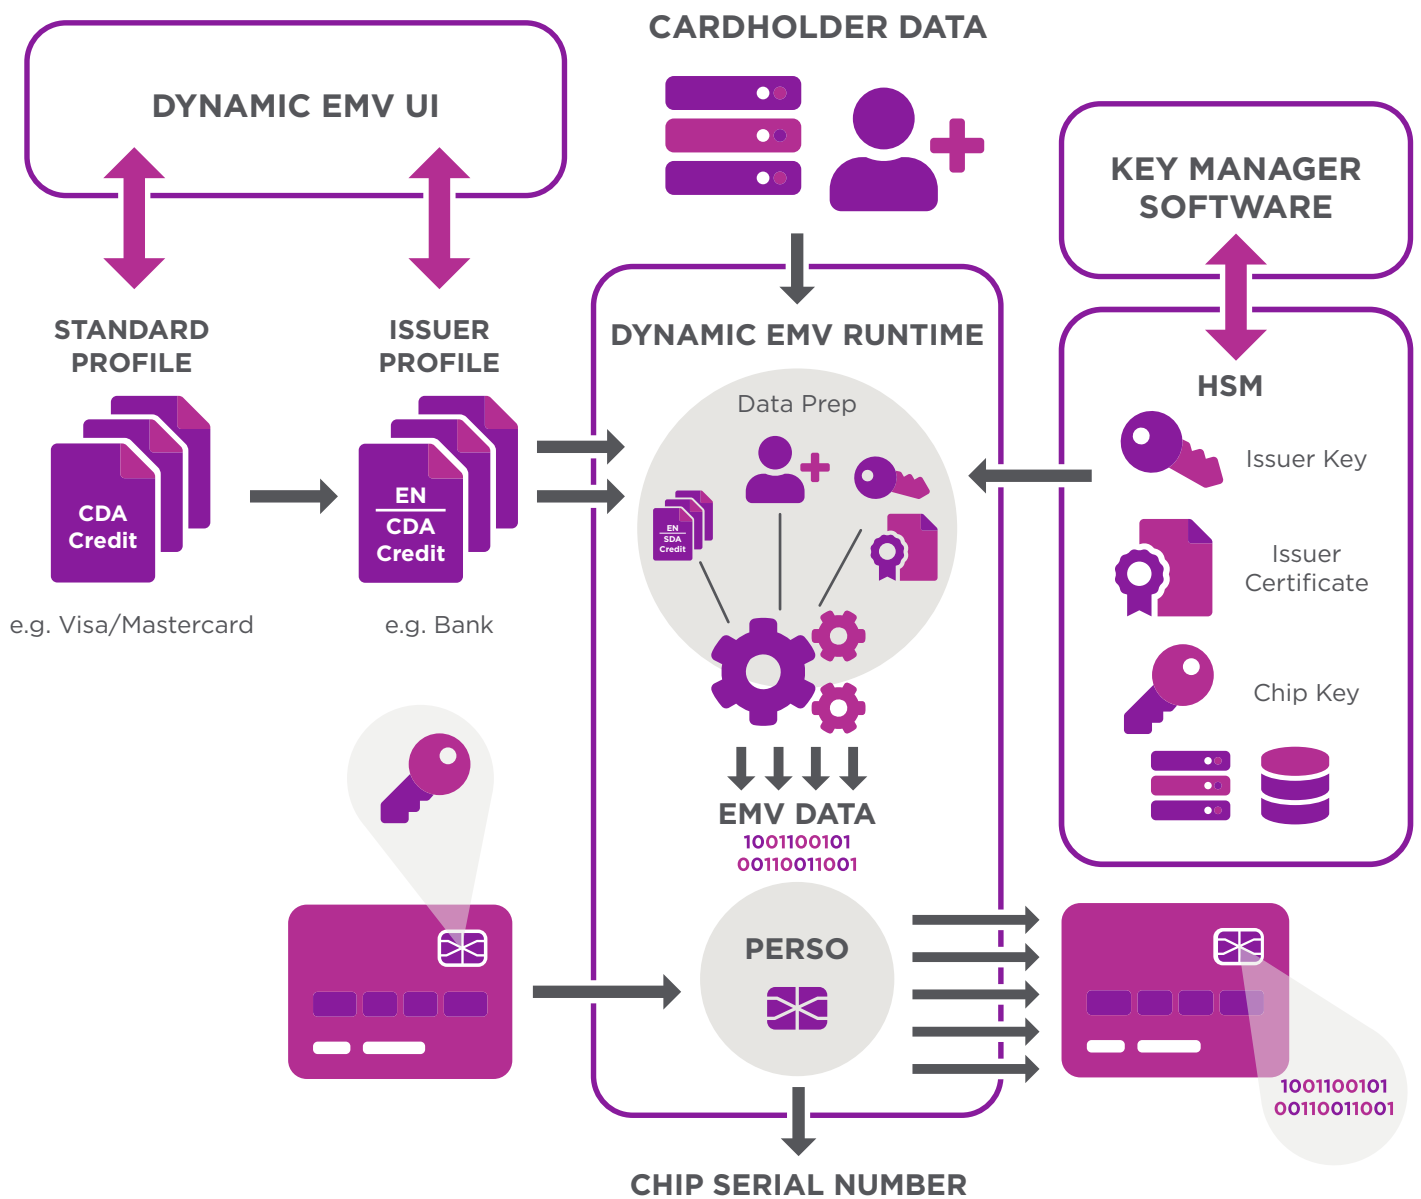 CARDHOLDER DATA
DYNAMIC EMV UI
KEY MANAGER
SOFTWARE
STANDARD
PROFILE
ISSUER
PROFILE
DYNAMIC EMV RUNTIME
HSM
Data Prep
Issuer Key
CDA
Credit
EN
CDA
Credit
EN
SDA
Credit
Issuer
Certificate
e.g. Visa/Mastercard
e.g. Bank
Chip Key
EMV DATA
1001100101
00110011001
PERSO
1001100101
00110011001
CHIP SERIAL NUMBER